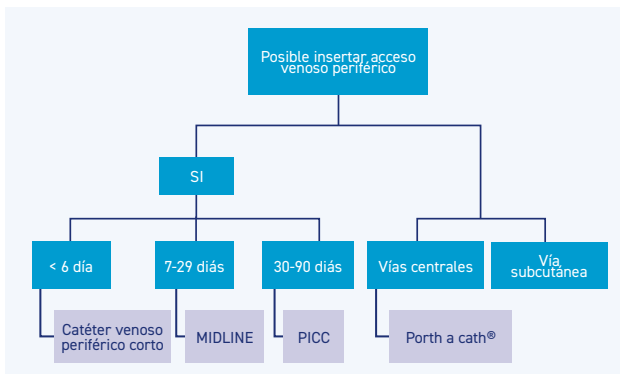 Posible insertar acceso
venoso periférico
SI
< 6 día
7-29 diás
30-90 diás
Vías centrales
Vía
subcutánea
Catéter venoso
periférico corto
MIDLINE
PICC
Porth a cath®